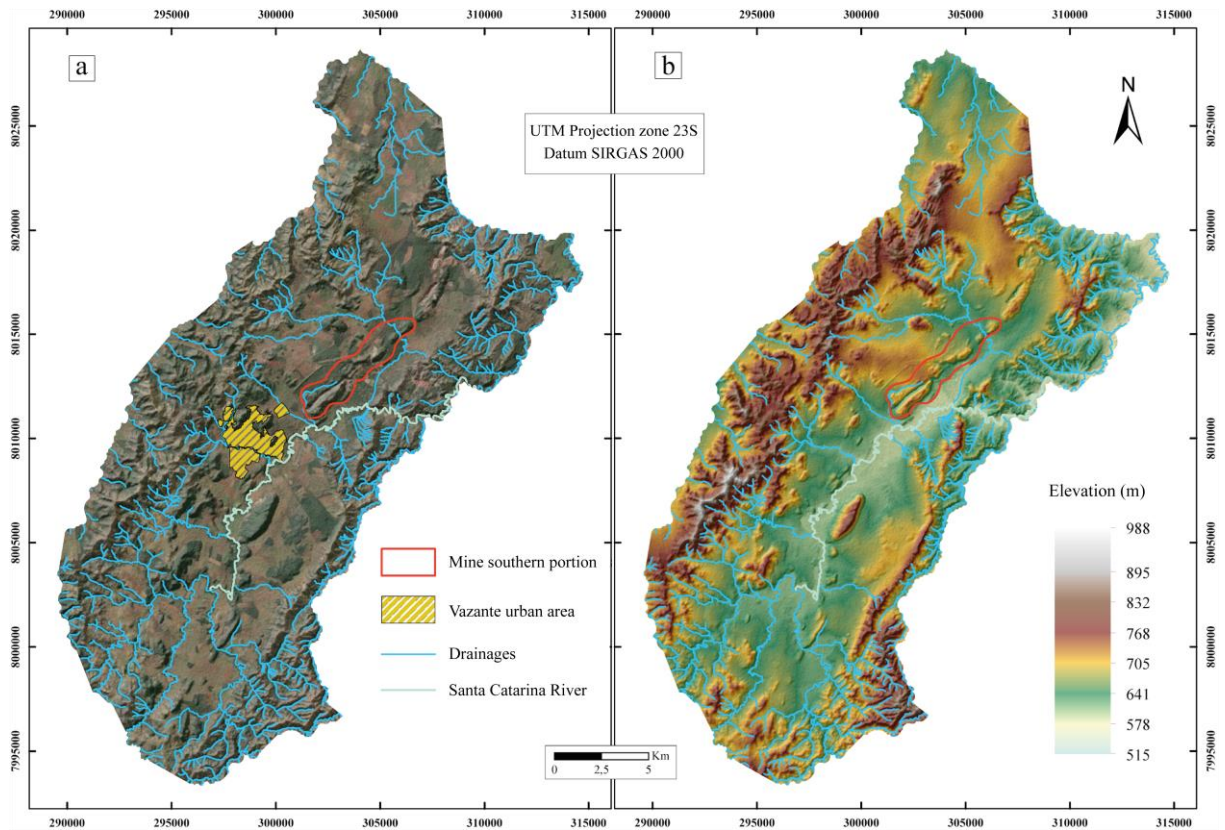 290000 295000 300000 305000 310000 315000
290000 295000 300000 305000 310000 315000
a
b
UTM Projection zone 23S
Datum SIRGAS 2000
N
8025000
8020000
8015000
8010000
8005000
8000000
7995000
8025000
8020000
8015000
8010000
8005000
8000000
7995000
Mine southern portion
Vazante urban area
Drainages
Santa Catarina River
Km
0 2,5 5
Elevation (m)
988
895
832
768
705
641
578
515
290000 295000 300000 305000 310000 315000
290000 295000 300000 305000 310000 315000